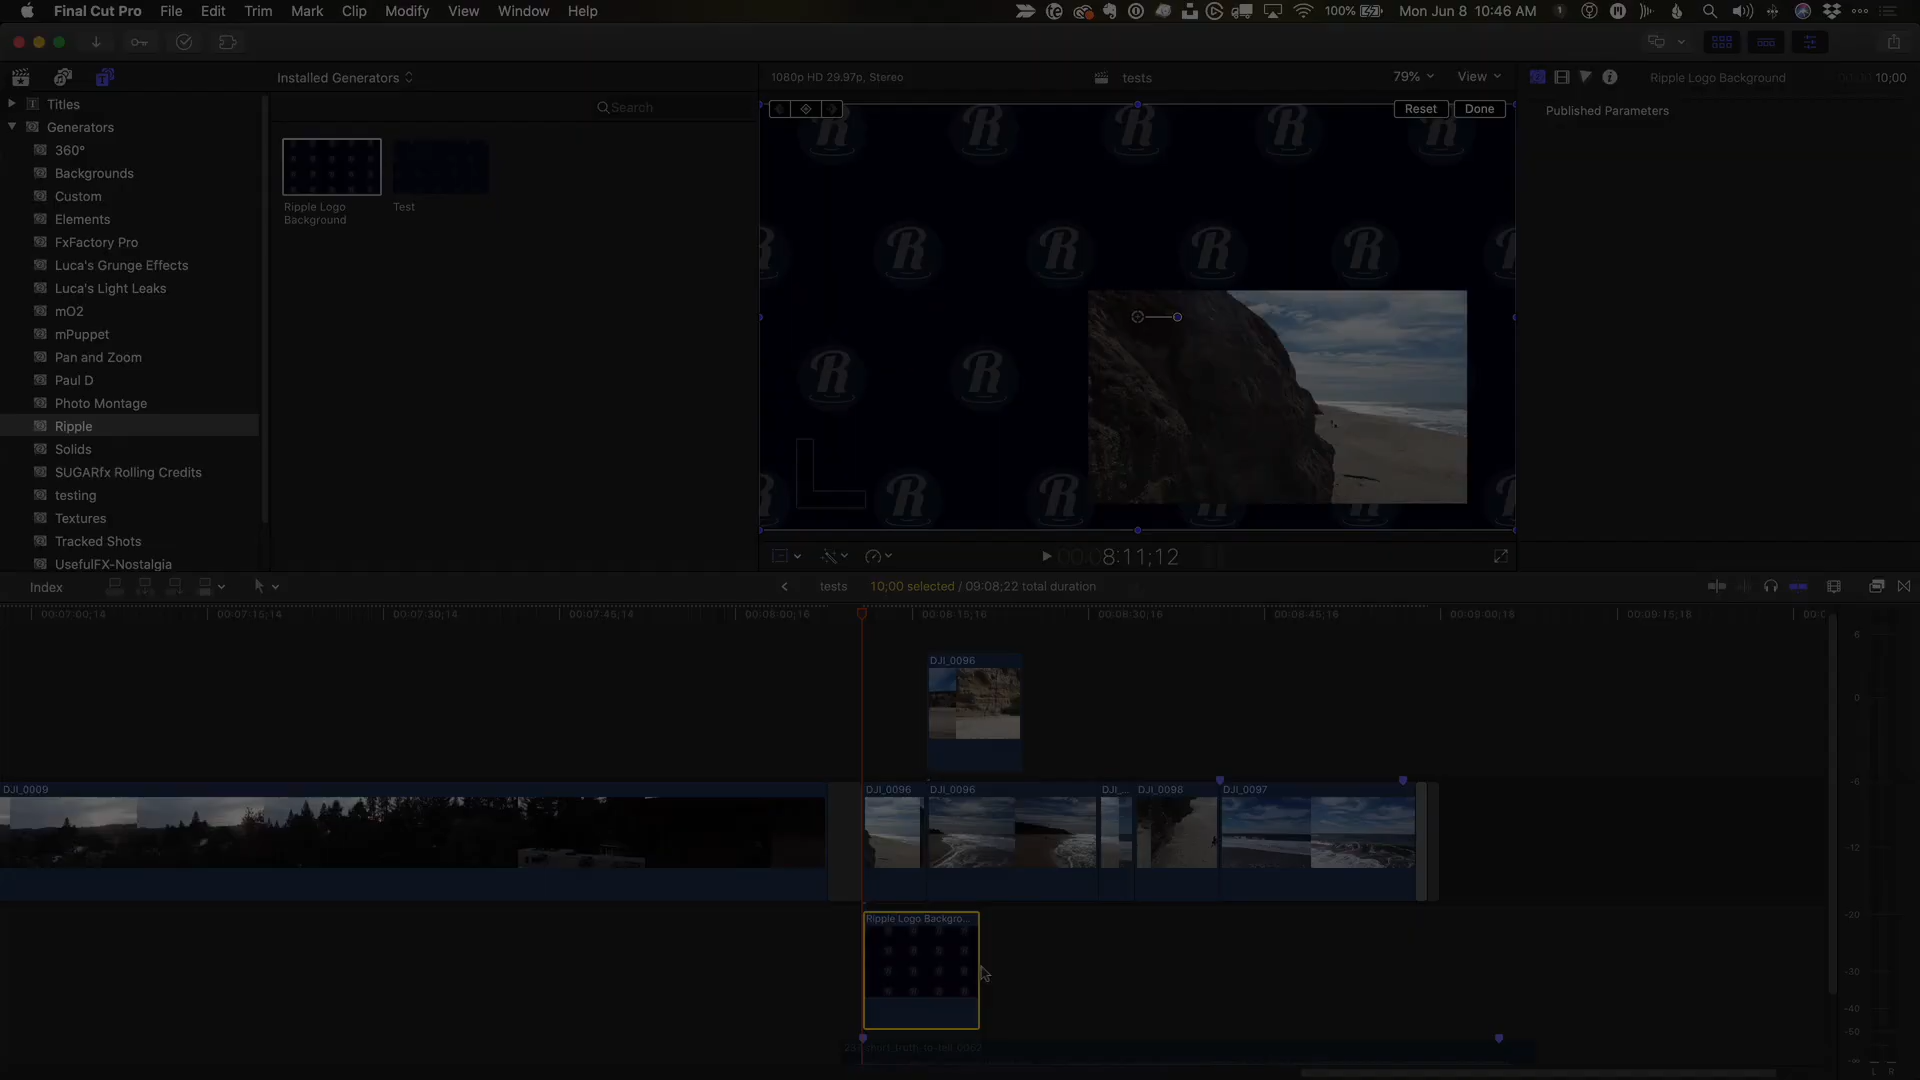 Final Cut Pro File Edit Trim Mark Clip Modify View Window Help 100% Mon Jun 8 10:46 AM
Installed Generators
1080p HD 29.97p, Stereo tests 79% View
Ripple Logo Background 10;00
Titles
Search
Reset Done
Published Parameters
Generators
360°
Backgrounds
Custom
Elements
FxFactory Pro
Luca's Grunge Effects
Luca's Light Leaks
mO2
mPuppet
Pan and Zoom
Paul D
Photo Montage
Ripple
Solids
SUGARfx Rolling Credits
testing
Textures
Tracked Shots
UsefulFX-Nostalgia
Ripple Logo
Background
Test
R R R R R
R R R R
R R
R R R R
00:08:11;12
Index tests 10;00 selected / 09:08;22 total duration
00:07:00;14 00:07:15;14 00:07:30;14 00:07:45;14 00:08:00;16 00:08:15;16 00:08:30;16 00:08:45;16 00:09:00;18 00:09:15;18
DJI_0096
DJI_0009 DJI_0096 DJI_0096 DJI_... DJI_0098 DJI_0097
Ripple Logo Backgro...
6
0
-6
-12
-20
-30
-40
-50
-∞
L R